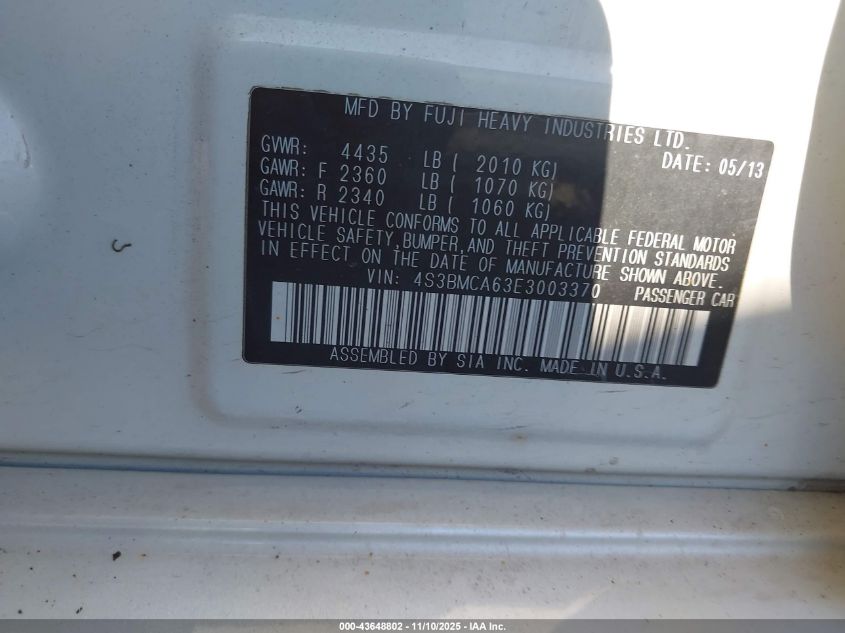 MFD BY FUJI HEAVY INDUSTRIES LTD.
GVWR: 4435 LB ( 2010 KG) DATE: 05/13
GAWR: F 2360 LB ( 1070 KG)
GAWR: R 2340 LB ( 1060 KG)
THIS VEHICLE CONFORMS TO ALL APPLICABLE FEDERAL MOTOR
VEHICLE SAFETY, BUMPER, AND THEFT PREVENTION STANDARDS
IN EFFECT ON THE DATE OF MANUFACTURE SHOWN ABOVE.
VIN: 4S3BMCA63E3003370 PASSENGER CAR
ASSEMBLED BY SIA INC. MADE IN U.S.A.
000-43648802 - 11/10/2025 - IAA Inc.